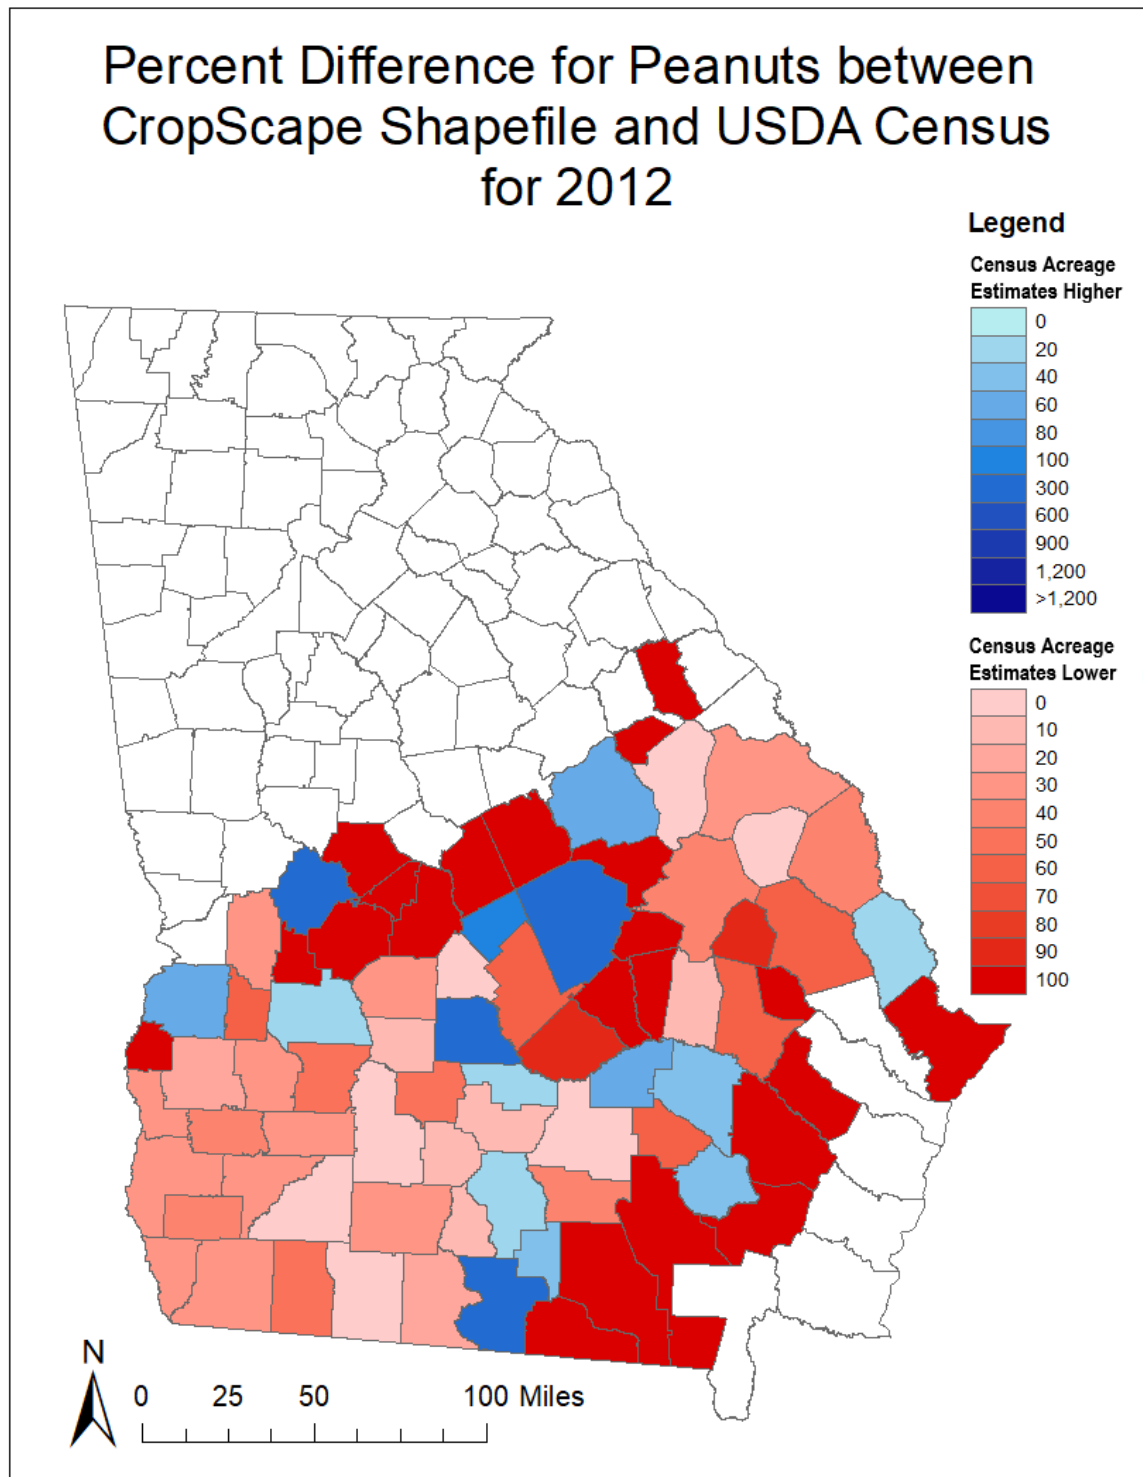 Percent Difference for Peanuts between
CropScape Shapefile and USDA Census
for 2012
Legend
Census Acreage
Estimates Higher
0
20
40
60
80
100
300
600
900
1,200
>1,200
Census Acreage
Estimates Lower
0
10
20
30
40
50
60
70
80
90
100
N
0 25 50 100 Miles